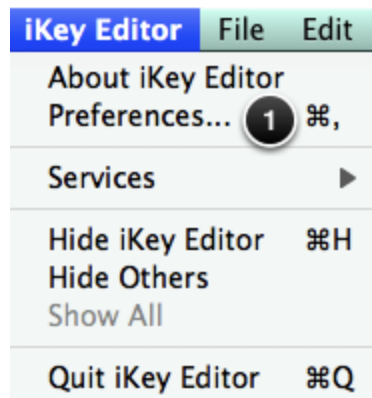 iKey Editor File Edit
About iKey Editor
Preferences... 1 ⌘,
Services
Hide iKey Editor ⌘H
Hide Others
Show All
Quit iKey Editor ⌘Q